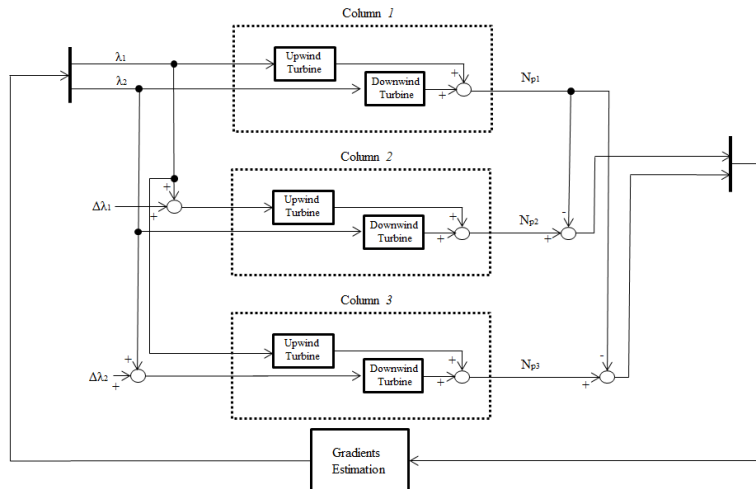 Column 1
λ1
Upwind
Turbine
λ2
Downwind
Turbine
+
+
Np1
Column 2
+
Δλ1
+
Upwind
Turbine
Downwind
Turbine
+
+
Np2
-
+
Column 3
+
Δλ2
+
Upwind
Turbine
Downwind
Turbine
+
+
Np3
-
+
Gradients
Estimation